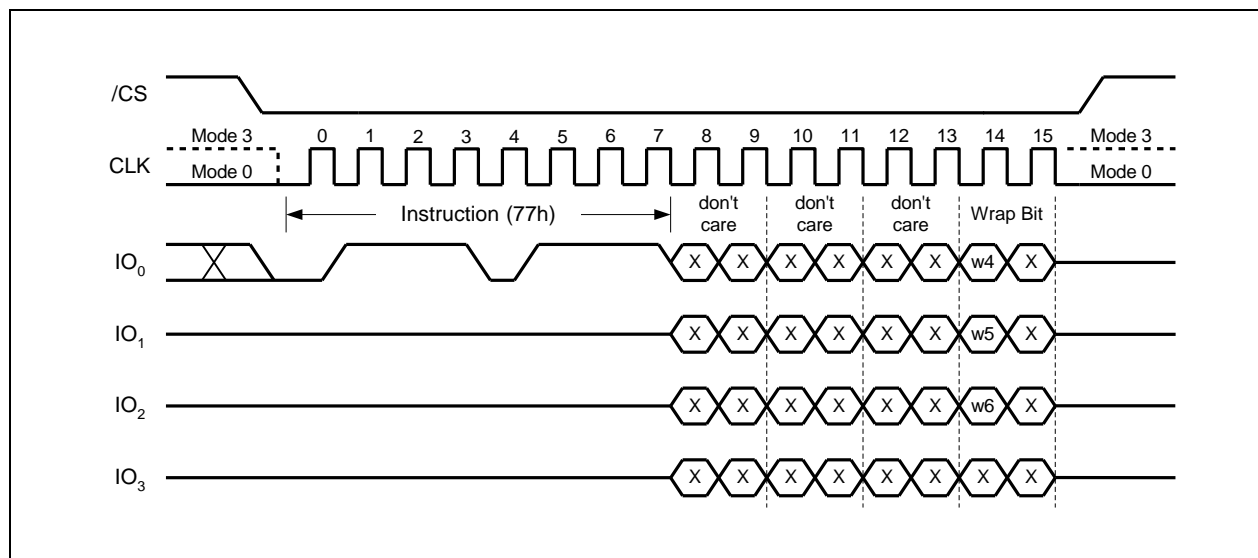 /CS
Mode 3 0 1 2 3 4 5 6 7 8 9 10 11 12 13 14 15 Mode 3
CLK
Mode 0 Mode 0
Instruction (77h) don't care don't care don't care Wrap Bit
IO0 X X X X X X w4 X
IO1 X X X X X X w5 X
IO2 X X X X X X w6 X
IO3 X X X X X X X X